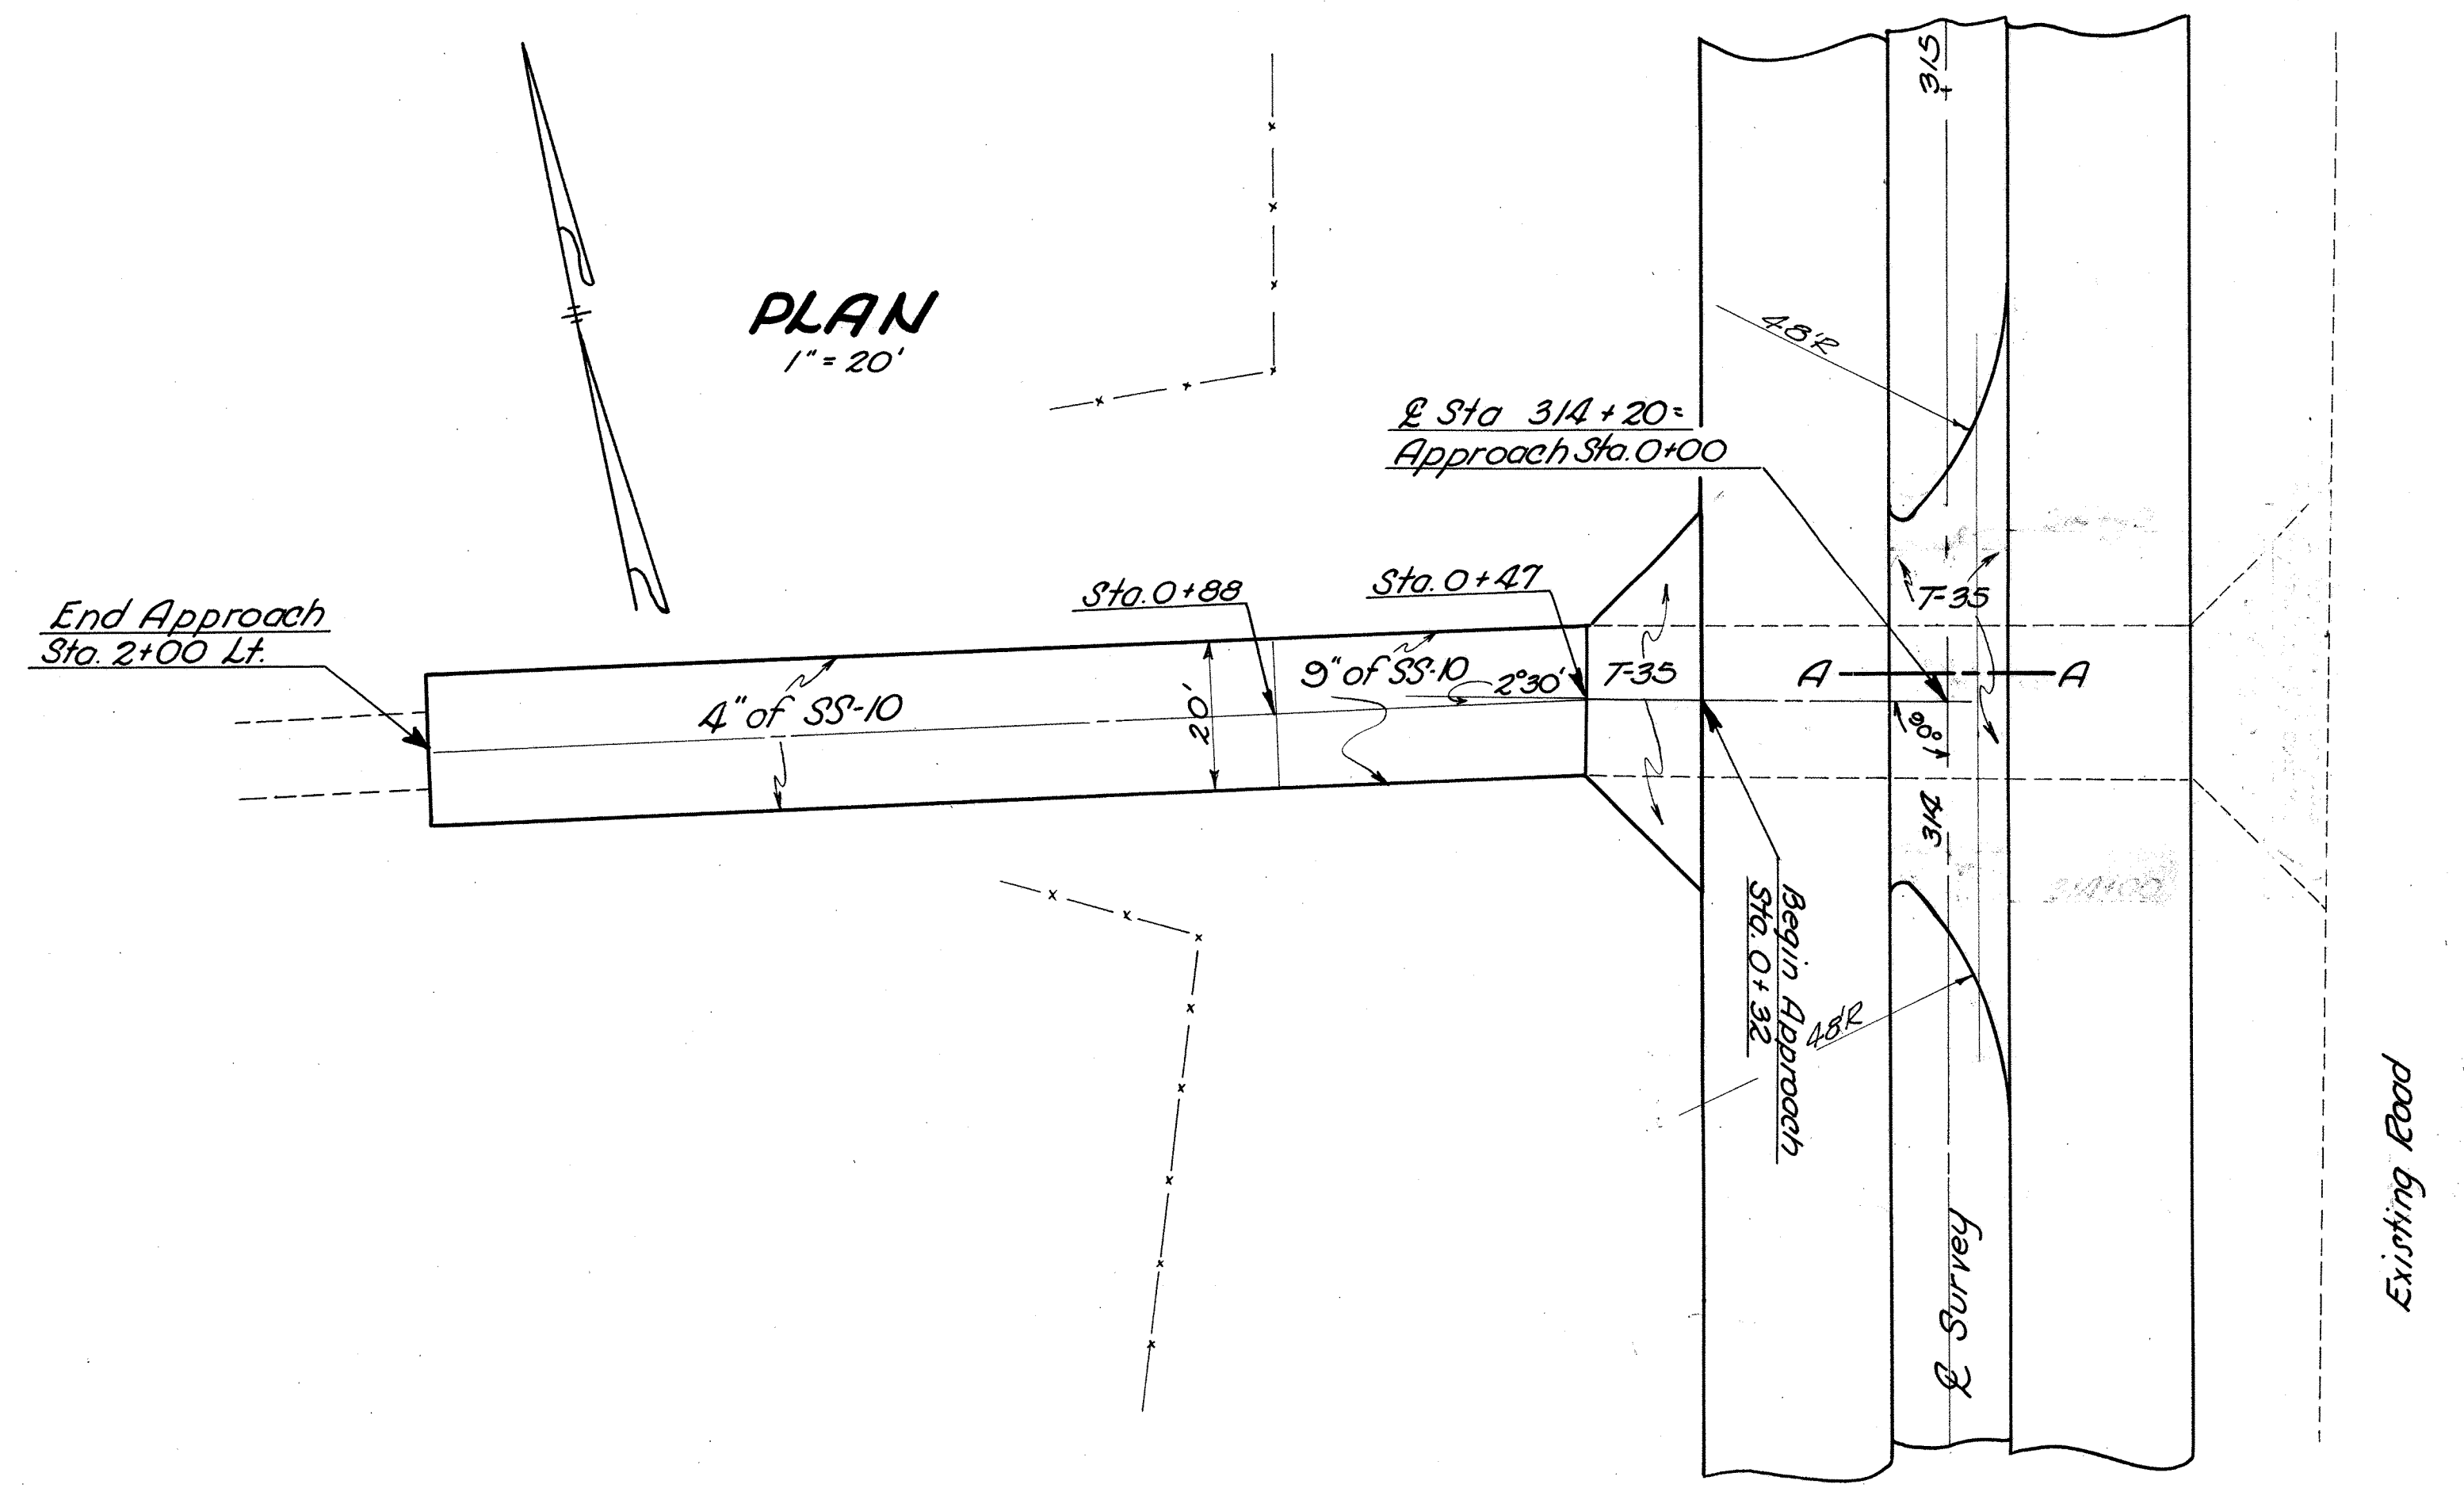 PLAN
1" = 20'
315
48'R
℄ Sta 314 + 20 =
Approach Sta. 0+00
End Approach
Sta. 2+00 Lt.
Sta. 0+88
Sta. 0+47
T-35
4" of SS-10
20'
9" of SS-10
2°30'
T-35
A
A
90°
314
Begin Approach
Sta. 0+32
48'R
℄ Survey
Existing Road